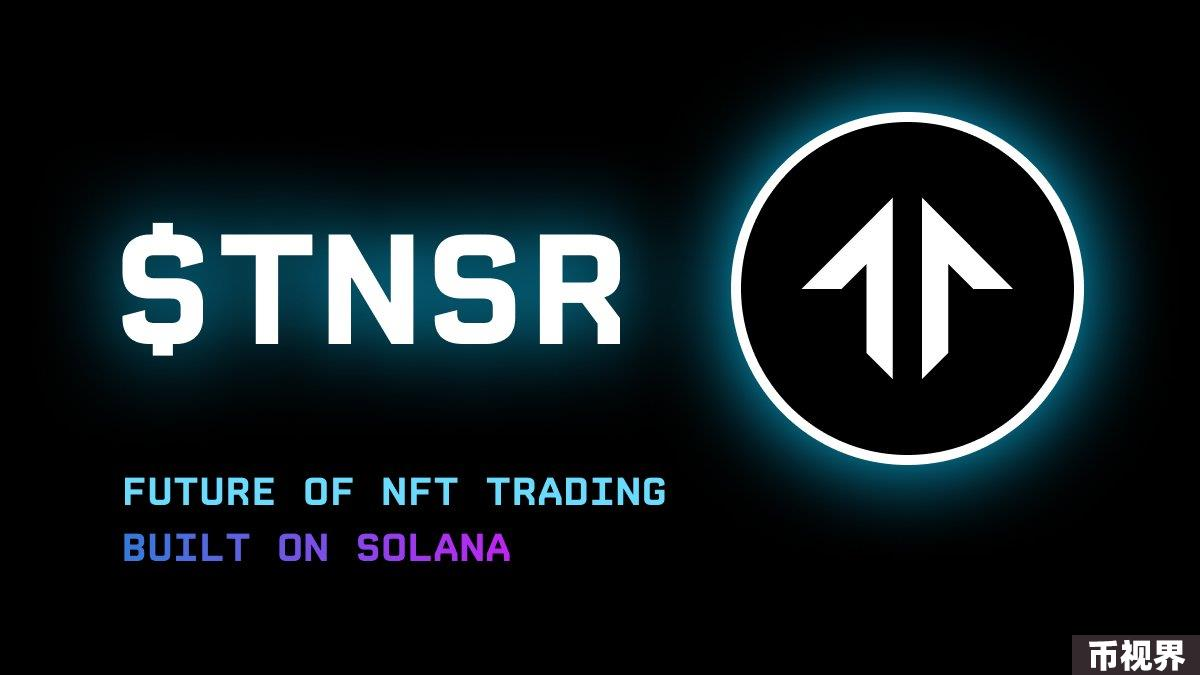 $TNSR
FUTURE OF NFT TRADING
BUILT ON SOLANA
币视界